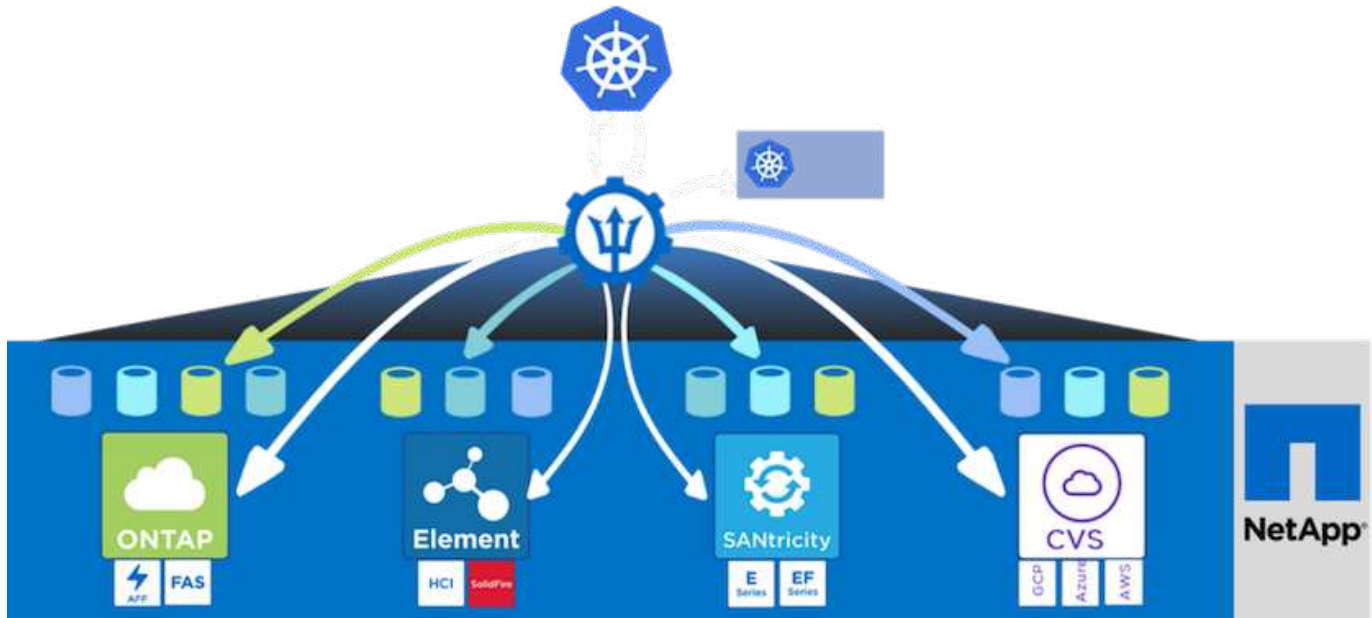 ONTAP
AFF
FAS
Element
HCI
SolidFire
SANtricity
E
Series
EF
Series
CVS
GCP
Azure
AWS
NetApp®